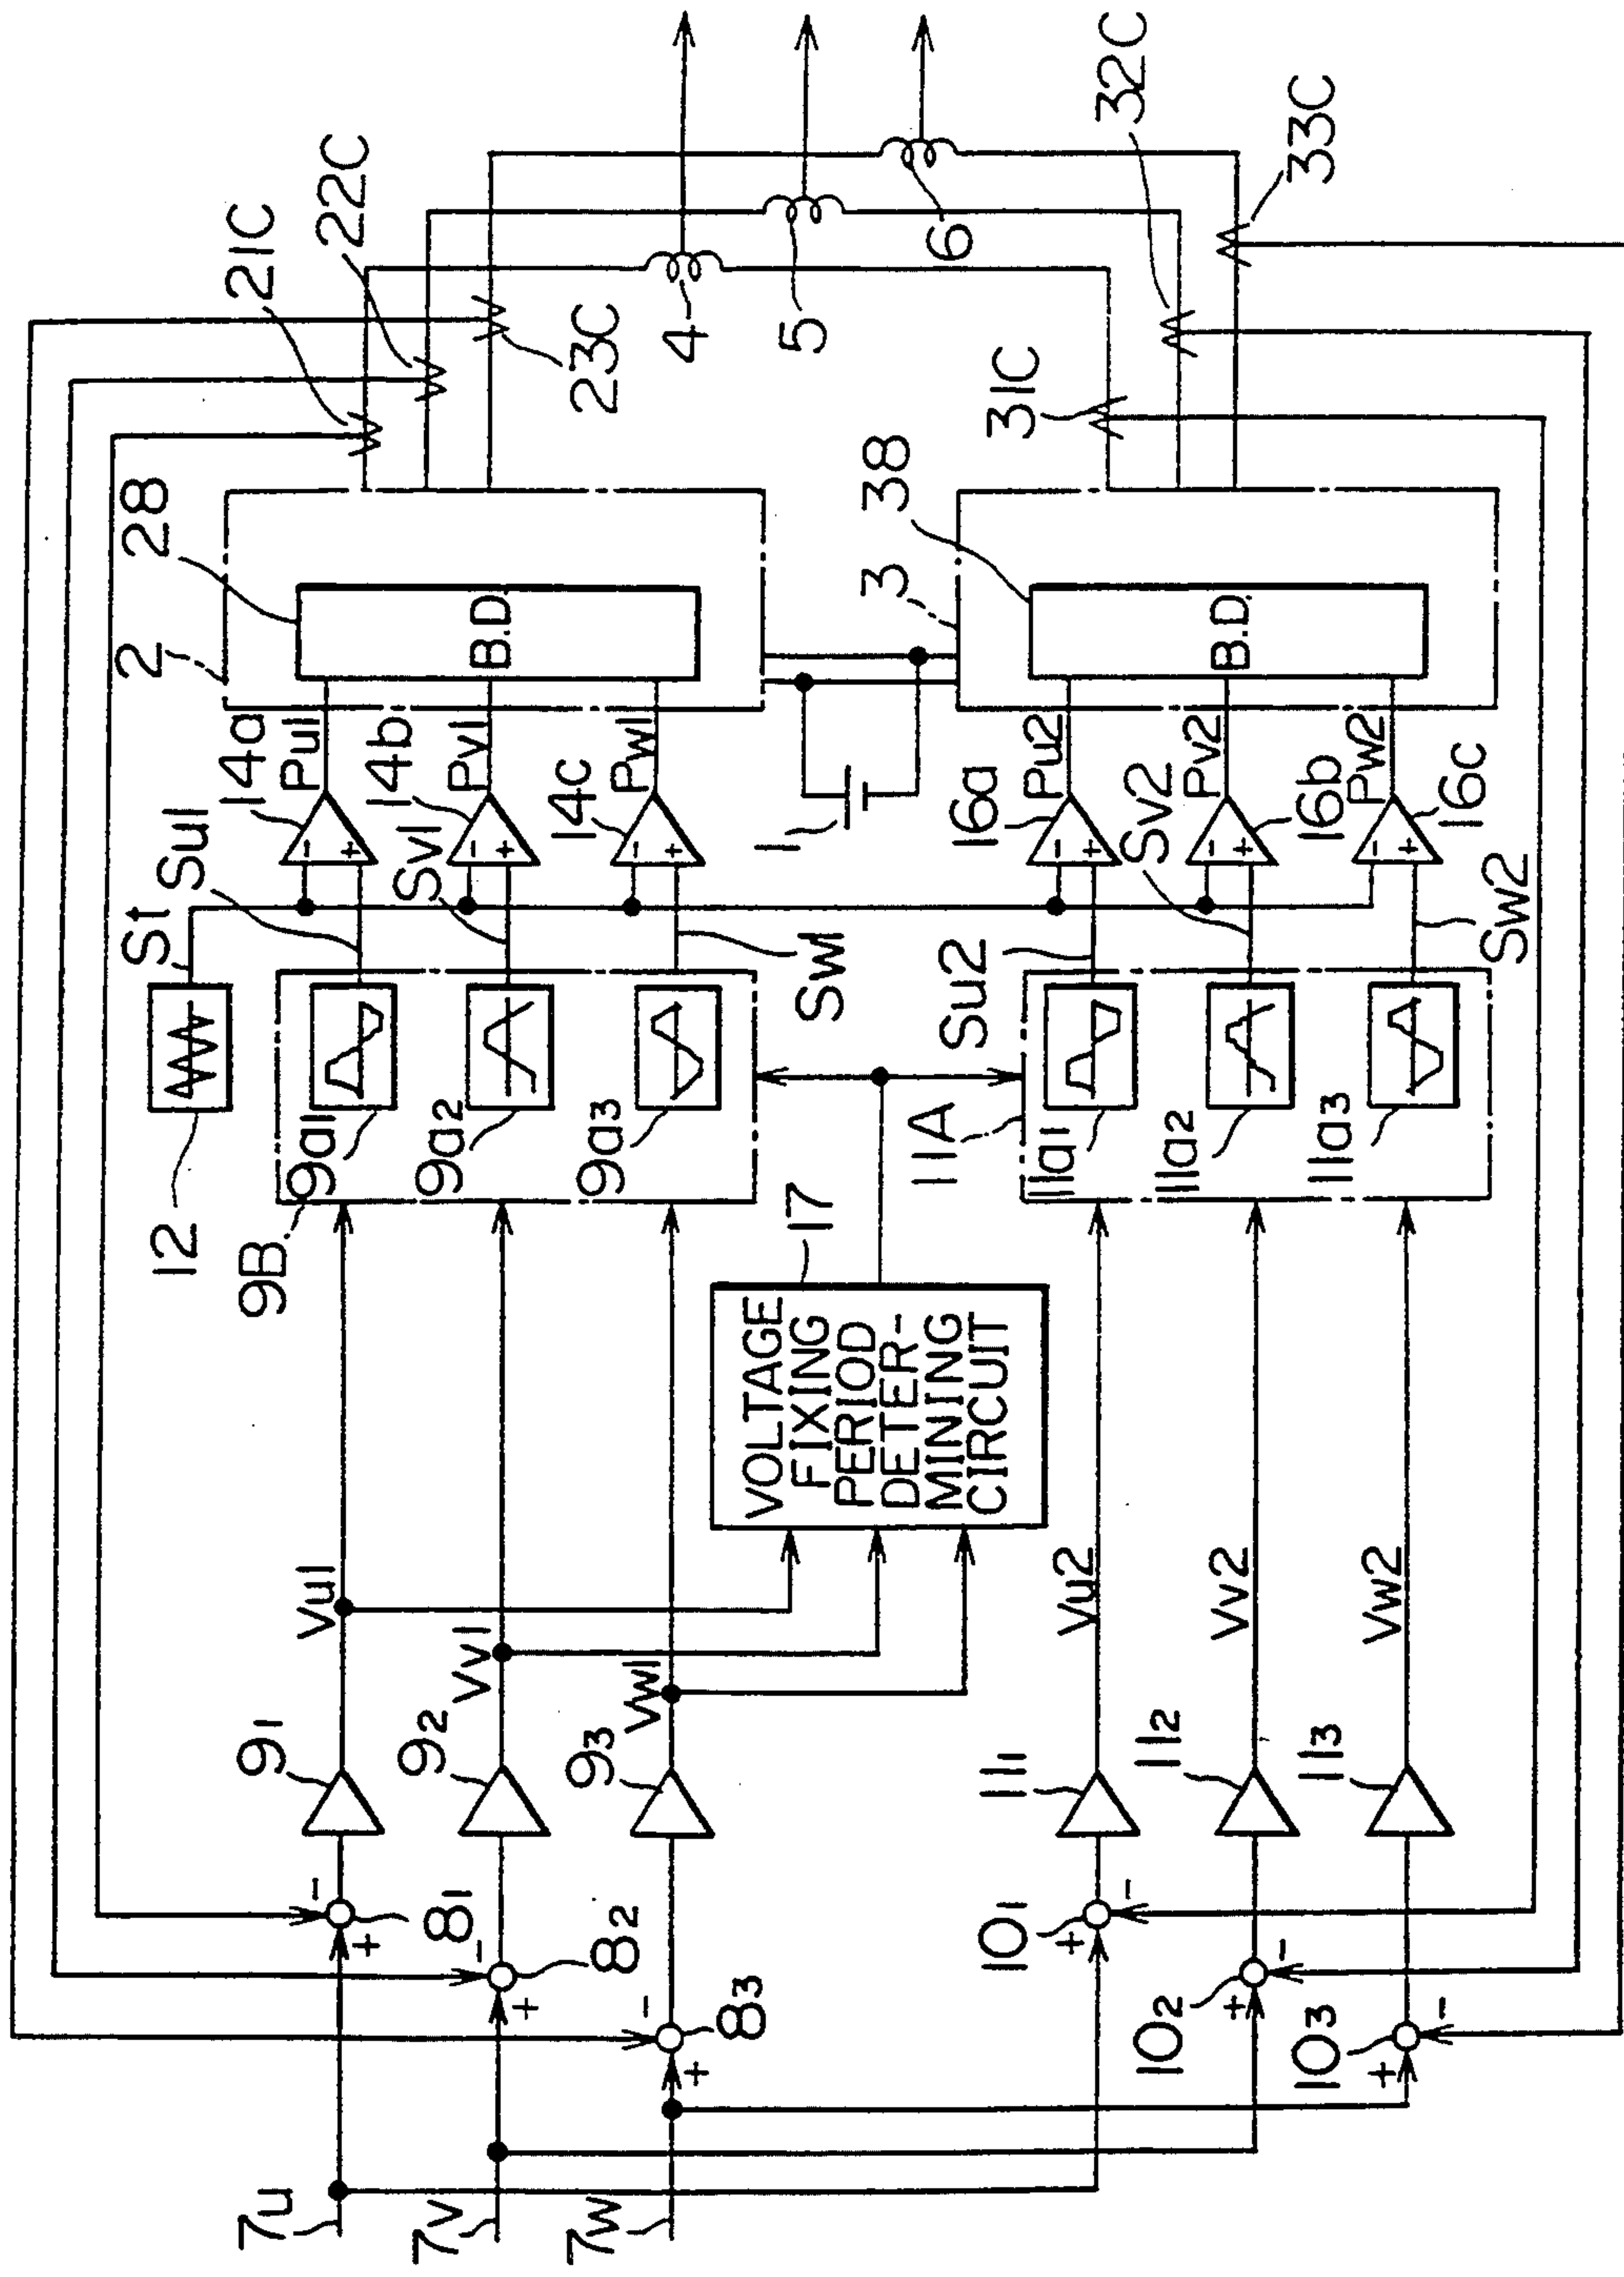 21C
22C
23C
32C
33C
31C
4
5
6
28
2
B.D.
38
3
B.D.
14a
Pu1
14b
Pv1
14c
Pw1
1
16a
Pu2
Pv2
16b
Pw2
16c
- +
- +
- +
- +
- +
- +
St
Su1
Sv1
Sw1
Su2
Sv2
Sw2
12
9B
9a1
9a2
9a3
11A
11a1
11a2
11a3
17
VOLTAGE
FIXING
PERIOD
DETER-
MINING
CIRCUIT
Vu1
Vv1
Vw1
Vu2
Vv2
Vw2
91
92
93
111
112
113
- +
81
- +
82
- +
83
- +
101
- +
102
- +
103
7u
7v
7w